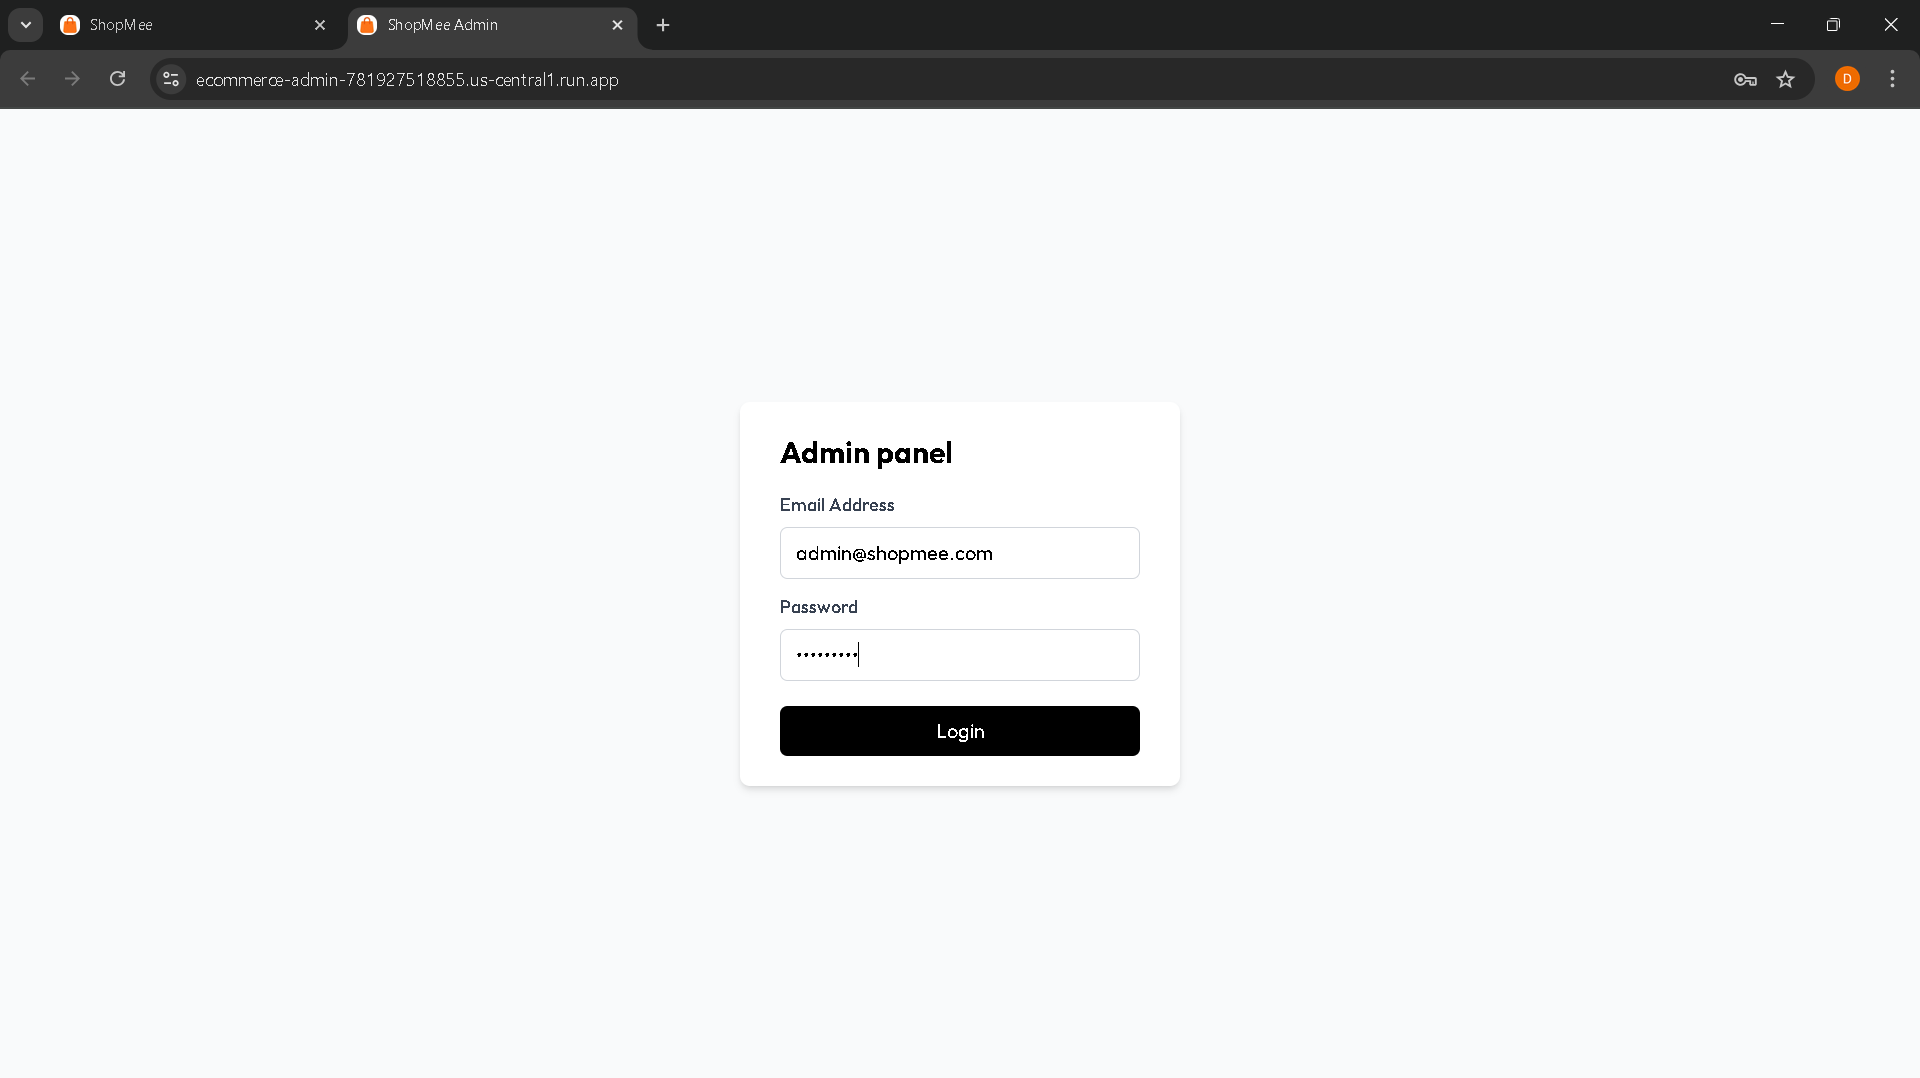 ShopMee
ShopMee Admin
ecommerce-admin-781927518855.us-central1.run.app
D
Admin panel
Email Address
admin@shopmee.com
Password
•••••••••
Login